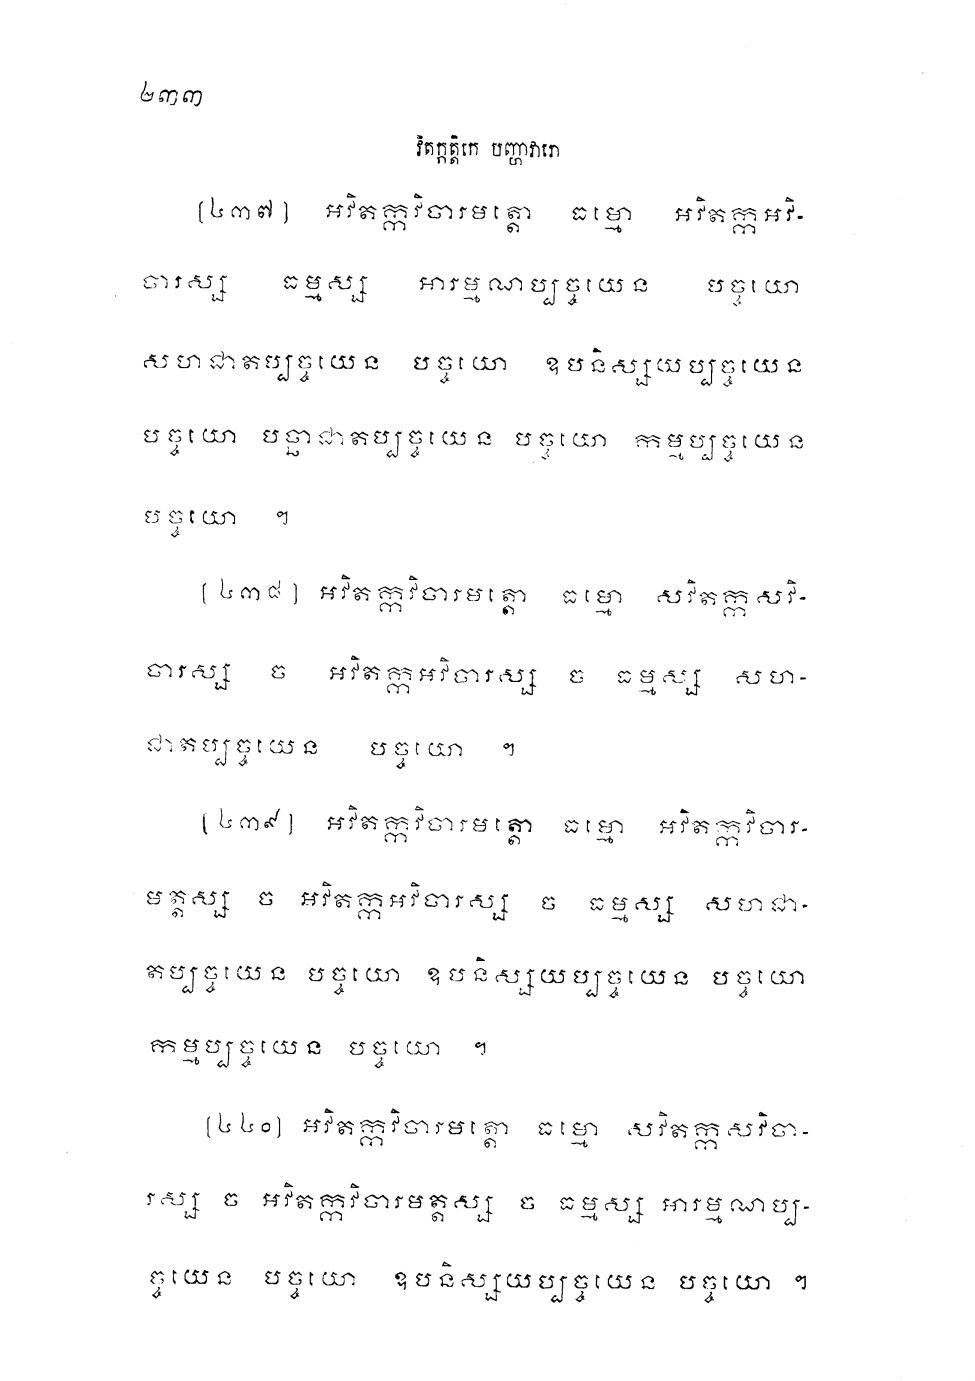 ២៣៣
វិតក្កត្តិកេ បញ្ហាវារោ
[៤៣៧] អវិតក្កវិចារមត្តោ ធម្មោ អវិតក្កអវិ-
ចារស្ស ធម្មស្ស អារម្មណប្បច្ចយេន បច្ចយោ
សហជាតប្បច្ចយេន បច្ចយោ ឧបនិស្សយប្បច្ចយេន
បច្ចយោ បច្ឆាជាតប្បច្ចយេន បច្ចយោ កម្មប្បច្ចយេន
បច្ចយោ ។
[៤៣៨] អវិតក្កវិចារមត្តោ ធម្មោ សវិតក្កសវិ-
ចារស្ស ច អវិតក្កអវិចារស្ស ច ធម្មស្ស សហ-
ជាតប្បច្ចយេន បច្ចយោ ។
[៤៣៩] អវិតក្កវិចារមត្តោ ធម្មោ អវិតក្កវិចារ-
មត្តស្ស ច អវិតក្កអវិចារស្ស ច ធម្មស្ស សហជា-
តប្បច្ចយេន បច្ចយោ ឧបនិស្សយប្បច្ចយេន បច្ចយោ
កម្មប្បច្ចយេន បច្ចយោ ។
[៤៤០] អវិតក្កវិចារមត្តោ ធម្មោ សវិតក្កសវិចា-
រស្ស ច អវិតក្កវិចារមត្តស្ស ច ធម្មស្ស អារម្មណប្ប-
ច្ចយេន បច្ចយោ ឧបនិស្សយប្បច្ចយេន បច្ចយោ ។